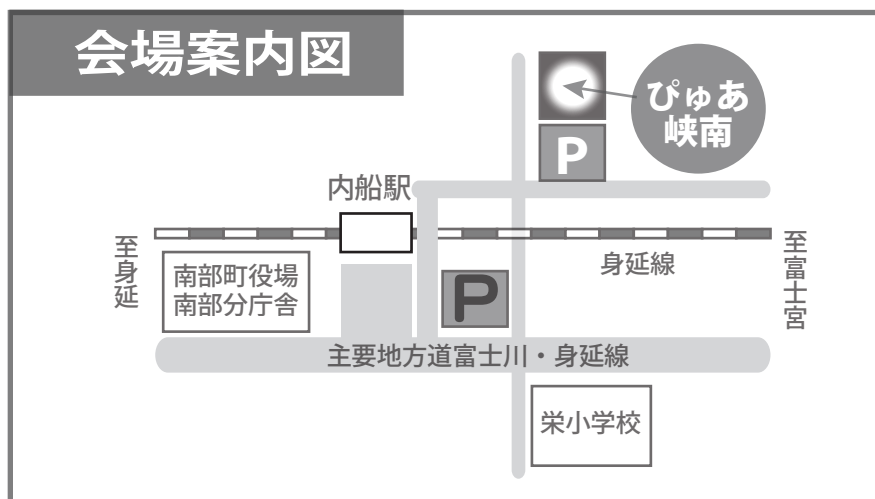 会場案内図
ぴゅあ
峡南
P
内船駅
至身延
身延線
至富士宮
南部町役場
南部分庁舎
P
主要地方道富士川・身延線
栄小学校